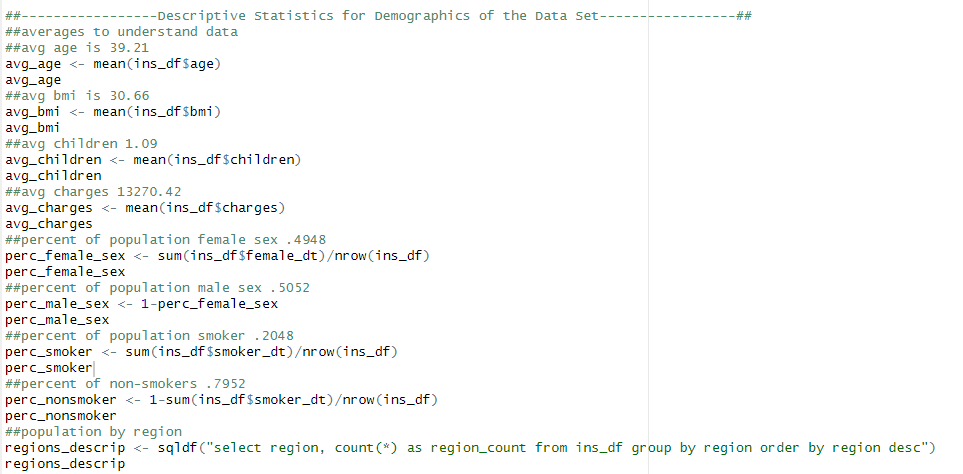 ##-----------------Descriptive Statistics for Demographics of the Data Set-----------------##
##averages to understand data
##avg age is 39.21
avg_age <- mean(ins_df$age)
avg_age
##avg bmi is 30.66
avg_bmi <- mean(ins_df$bmi)
avg_bmi
##avg children 1.09
avg_children <- mean(ins_df$children)
avg_children
##avg charges 13270.42
avg_charges <- mean(ins_df$charges)
avg_charges
##percent of population female sex .4948
perc_female_sex <- sum(ins_df$female_dt)/nrow(ins_df)
perc_female_sex
##percent of population male sex .5052
perc_male_sex <- 1-perc_female_sex
perc_male_sex
##percent of population smoker .2048
perc_smoker <- sum(ins_df$smoker_dt)/nrow(ins_df)
perc_smoker
##percent of non-smokers .7952
perc_nonsmoker <- 1-sum(ins_df$smoker_dt)/nrow(ins_df)
perc_nonsmoker
##population by region
regions_descrip <- sqldf("select region, count(*) as region_count from ins_df group by region order by region desc")
regions_descrip